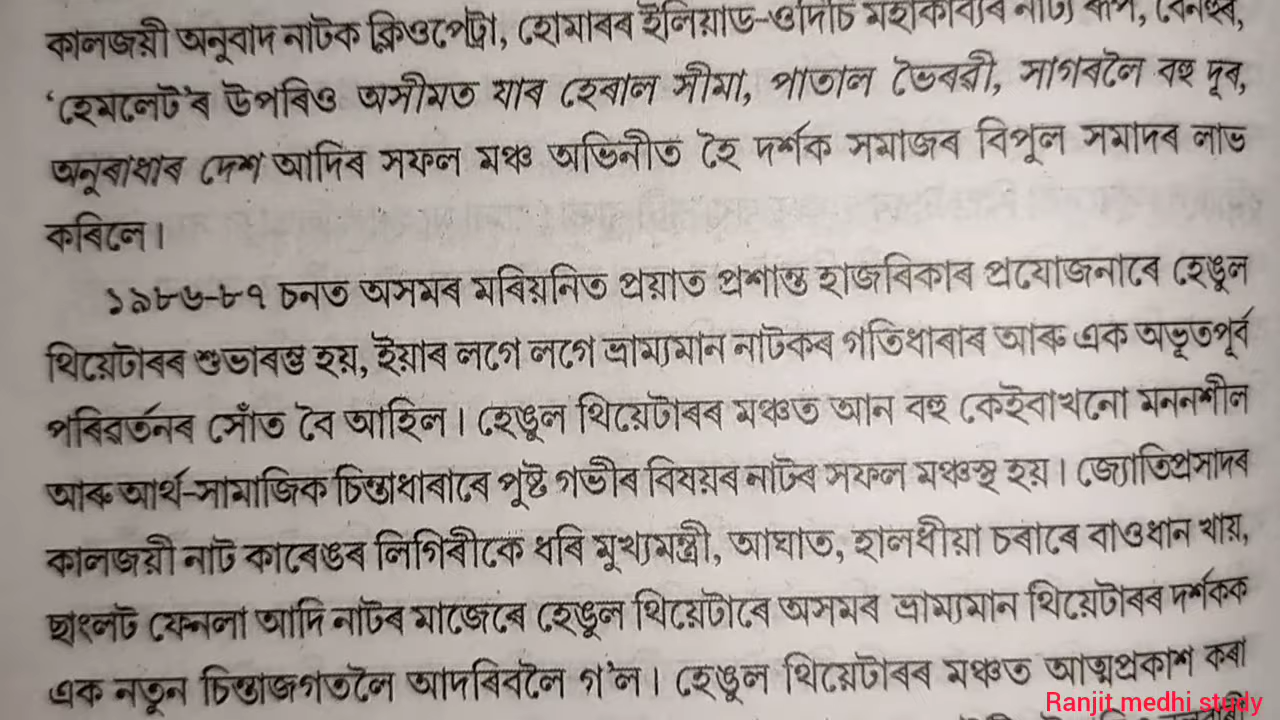 কালজয়ী অনুবাদ নাটক ক্লিওপেট্ৰা, হোমাৰৰ ইলিয়াড-ওদিচি মহাকাব্যৰ নাট্য ৰূপ, বেনহুৰ,
‘হেমলেট’ৰ উপৰিও অসীমত যাৰ হেৰাল সীমা, পাতাল ভৈৰৱী, সাগৰলৈ বহু দূৰ,
অনুৰাধাৰ দেশ আদিৰ সফল মঞ্চ অভিনীত হৈ দৰ্শক সমাজৰ বিপুল সমাদৰ লাভ
কৰিলে।
১৯৮৬-৮৭ চনত অসমৰ মৰিয়নিত প্ৰয়াত প্ৰশান্ত হাজৰিকাৰ প্ৰযোজনাৰে হেঙুল
থিয়েটাৰৰ শুভাৰম্ভ হয়, ইয়াৰ লগে লগে ভ্ৰাম্যমান নাটকৰ গতিধাৰাৰ আৰু এক অভূতপূৰ্ব
পৰিৱৰ্তনৰ সোঁত বৈ আহিল। হেঙুল থিয়েটাৰৰ মঞ্চত আন বহু কেইবাখনো মননশীল
আৰু আৰ্থ-সামাজিক চিন্তাধাৰাৰে পুষ্ট গভীৰ বিষয়ৰ নাটৰ সফল মঞ্চস্থ হয়। জ্যোতিপ্ৰসাদৰ
কালজয়ী নাট কাৰেঙৰ লিগিৰীকে ধৰি মূখ্যমন্ত্ৰী, আঘাত, হালধীয়া চৰাৰে বাওধান খায়,
ছাংলট ফেনলা আদি নাটৰ মাজেৰে হেঙুল থিয়েটাৰে অসমৰ ভ্ৰাম্যমান থিয়েটাৰৰ দৰ্শকক
এক নতুন চিন্তাজগতলৈ আদৰিবলৈ গ’ল। হেঙুল থিয়েটাৰৰ মঞ্চত আত্মপ্ৰকাশ কৰা
Ranjit medhi study